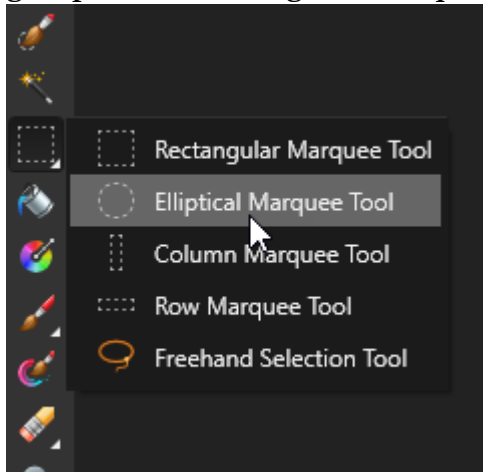 Rectangular Marquee Tool
Elliptical Marquee Tool
Column Marquee Tool
Row Marquee Tool
Freehand Selection Tool